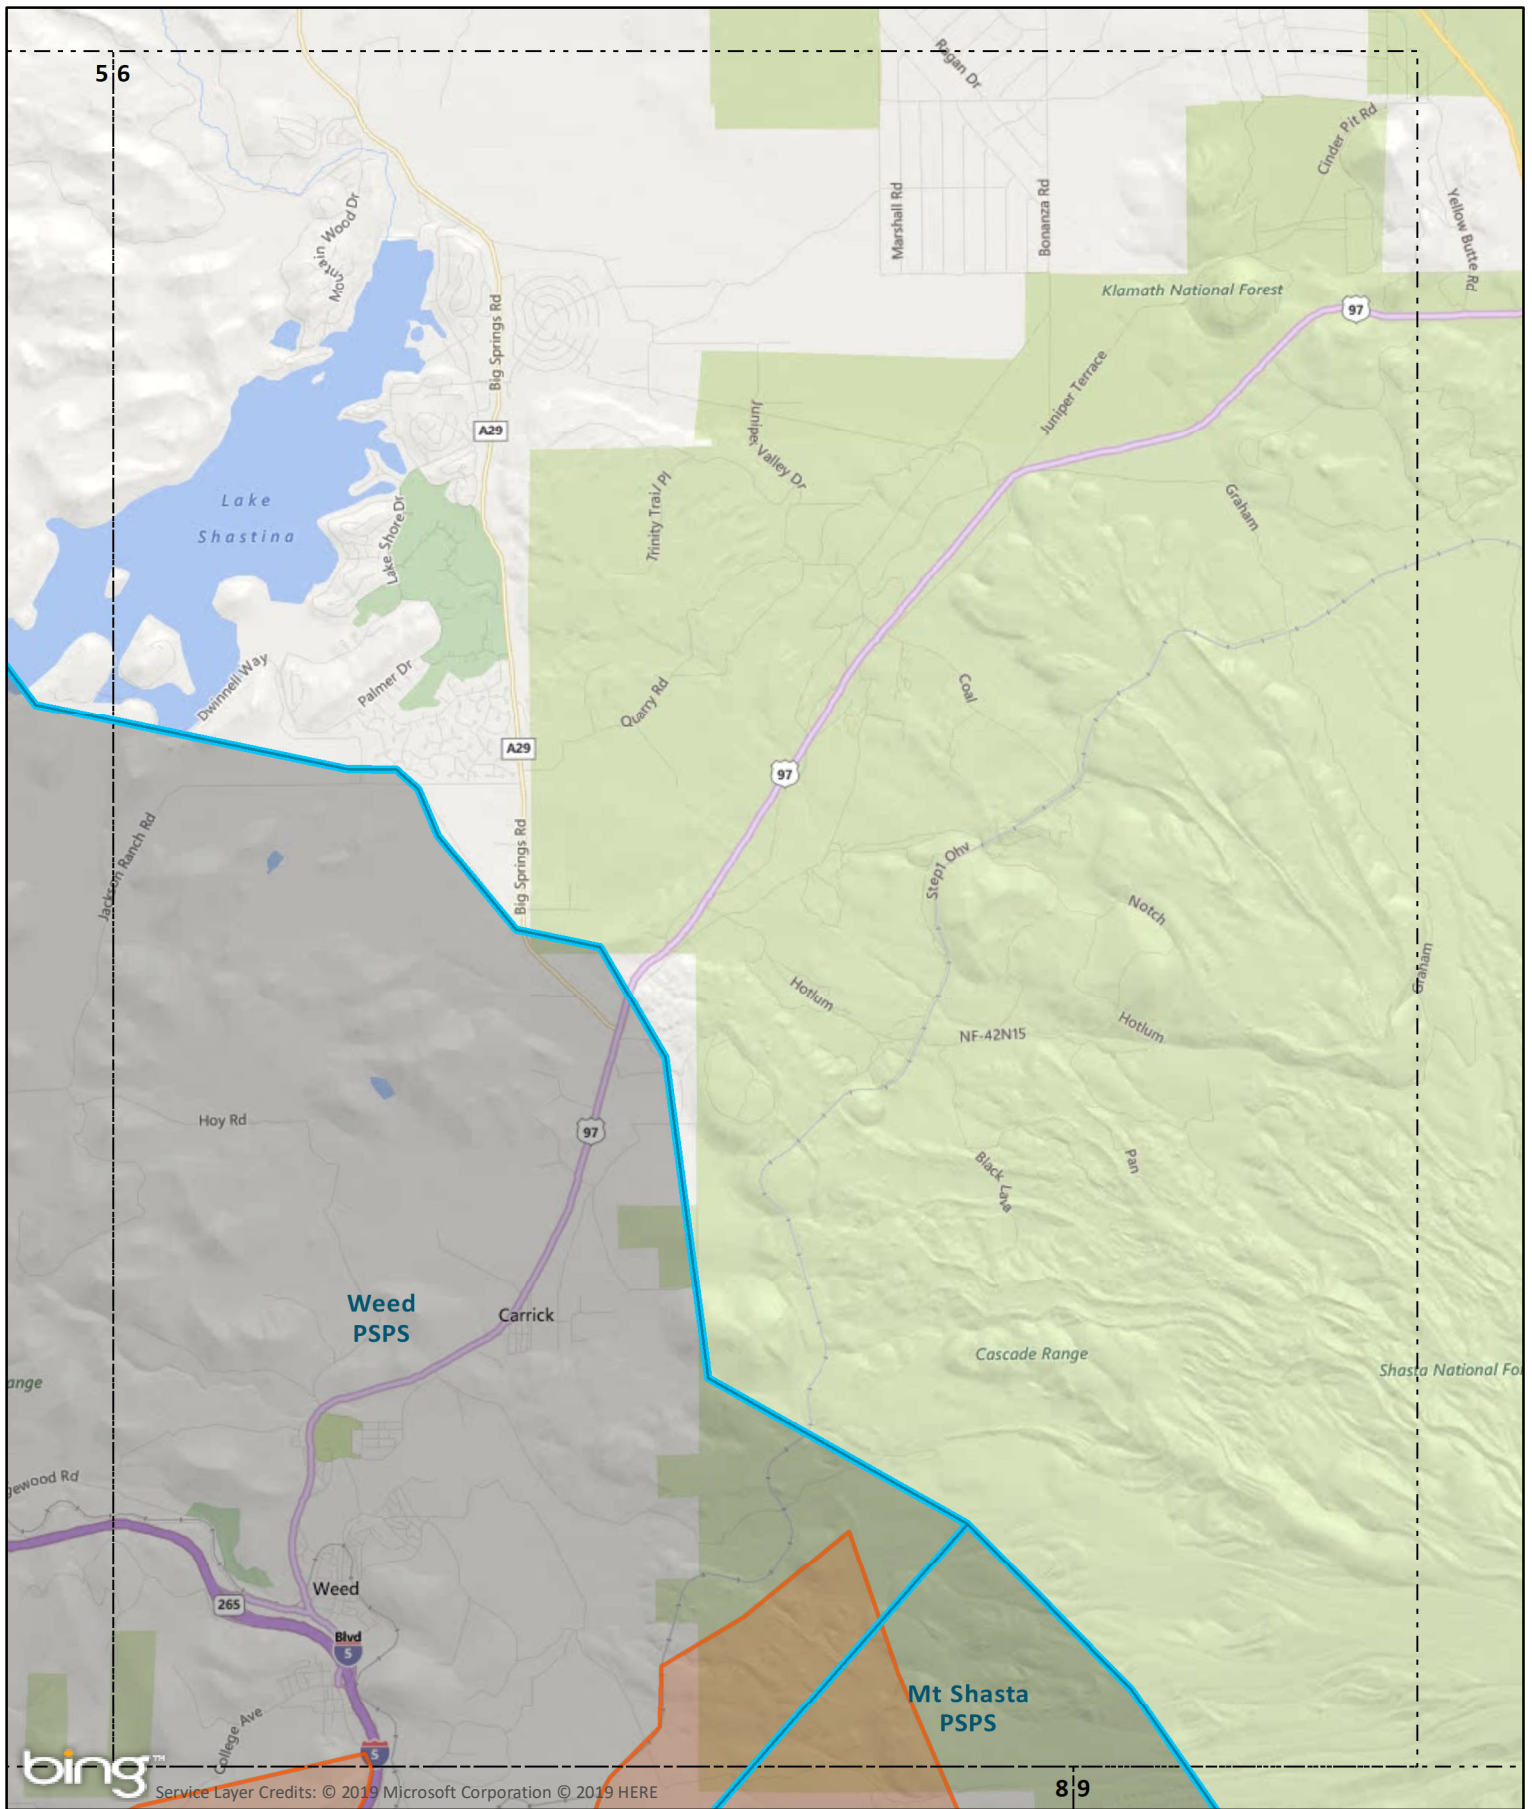 5 6
Ragan Dr
Cinder Pit Rd
Marshall Rd
Bonanza Rd
Yellow Butte Rd
Mountain Wood Dr
Klamath National Forest
97
Big Springs Rd
Juniper Terrace
A29
Juniper Valley Dr
Trinity Trail Pl
Graham
Lake
Shastina
Lake Shore Dr
Dwinnell Way
Palmer Dr
Quarry Rd
Coal
A29
97
Jackson Ranch Rd
Big Springs Rd
Step1 Ohv
Notch
Graham
Hotlum
Hotlum
NF-42N15
Hoy Rd
97
Black Lava
Pan
Weed
PSPS
Carrick
Cascade Range
Shasta National Fo
ange
gewood Rd
Weed
265
Blvd
5
Mt Shasta
PSPS
College Ave
5
bing™
Service Layer Credits: © 2019 Microsoft Corporation © 2019 HERE
8 9